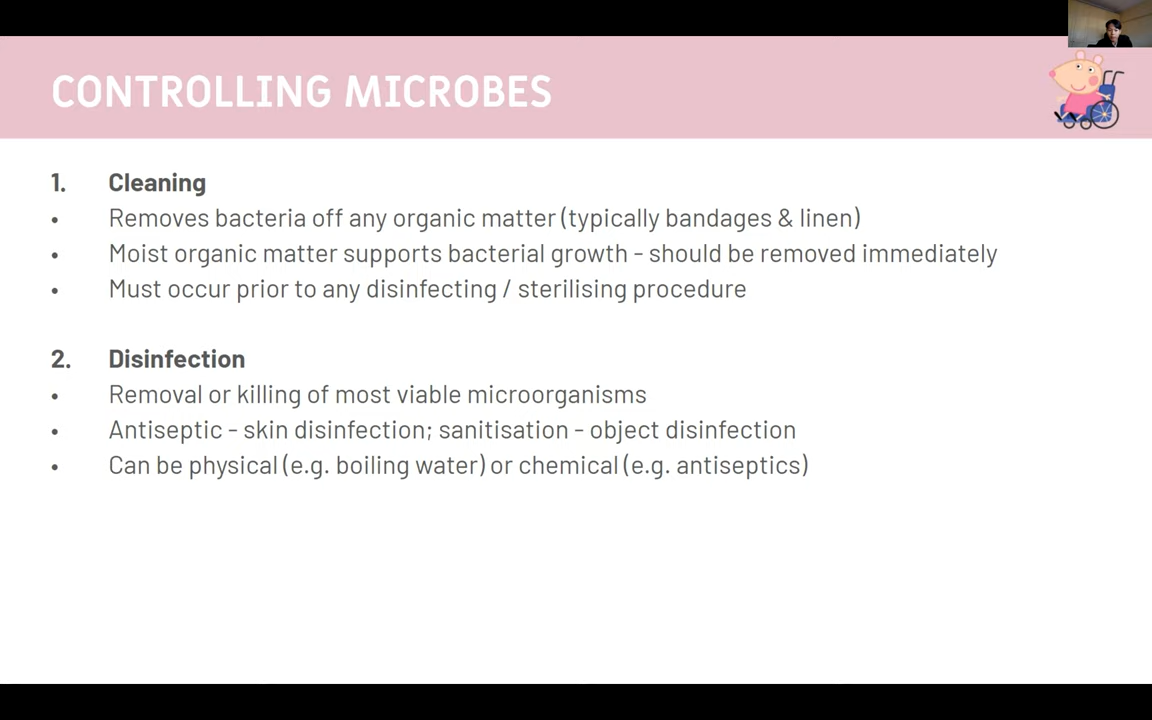 CONTROLLING MICROBES
1. Cleaning
• Removes bacteria off any organic matter (typically bandages & linen)
• Moist organic matter supports bacterial growth - should be removed immediately
• Must occur prior to any disinfecting / sterilising procedure
2. Disinfection
• Removal or killing of most viable microorganisms
• Antiseptic - skin disinfection; sanitisation - object disinfection
• Can be physical (e.g. boiling water) or chemical (e.g. antiseptics)